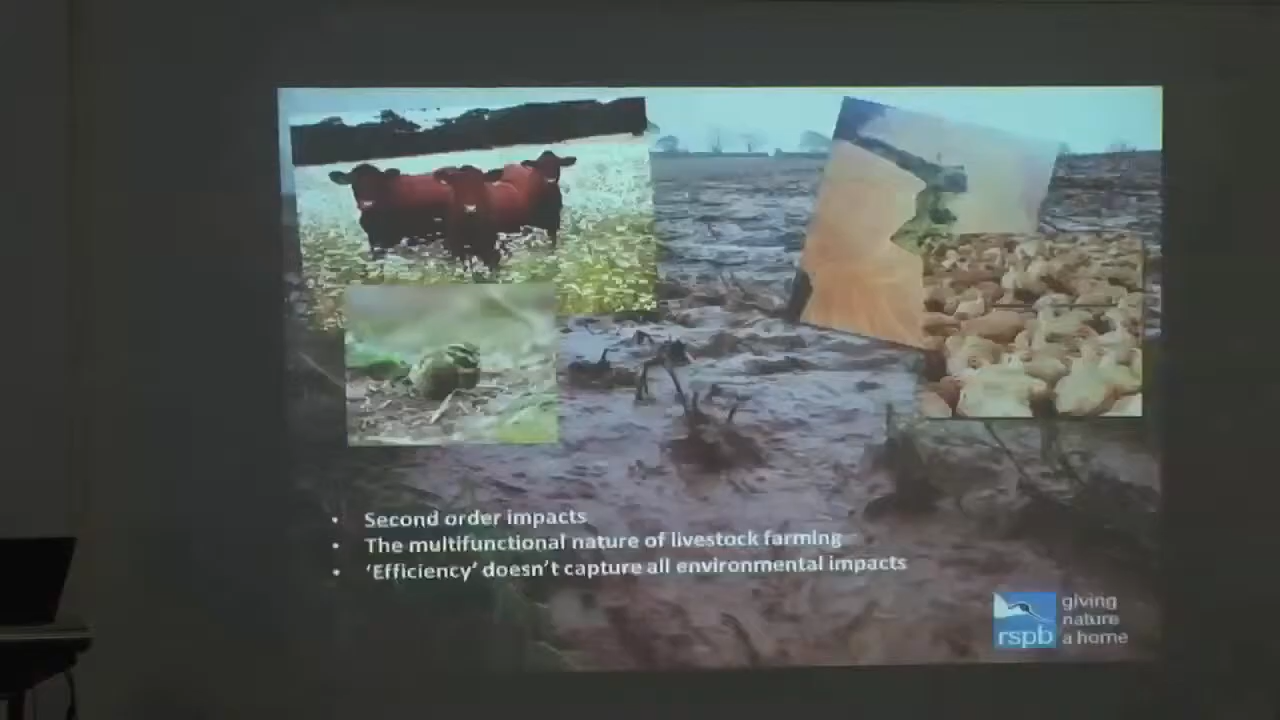 • Second order impacts
• The multifunctional nature of livestock farming
• ‘Efficiency’ doesn’t capture all environmental impacts
rspb
giving
nature
a home